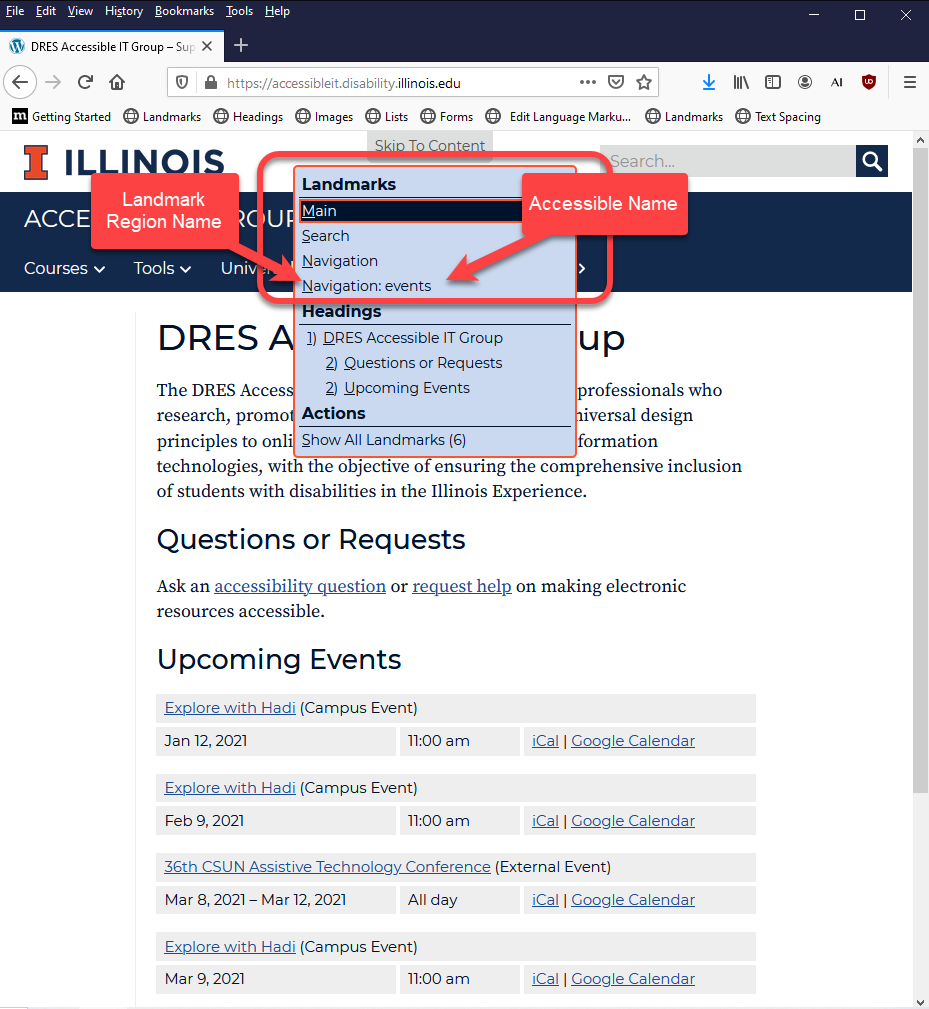 File Edit View History Bookmarks Tools Help
DRES Accessible IT Group – Sup
https://accessibleit.disability.illinois.edu
AI
UD
m Getting Started Landmarks Headings Images Lists Forms Edit Language Marku... Landmarks Text Spacing
Skip To Content
I ILLINOIS
Search...
Landmarks
Landmark
Region Name
Accessible Name
Main
ACCE GROUP
Search
Navigation
Courses Tools Univer
Navigation: events
Headings
1) DRES Accessible IT Group
DRES A up
2) Questions or Requests
2) Upcoming Events
The DRES Access professionals who
Actions
research, promot niversal design
Show All Landmarks (6)
principles to onli formation
technologies, with the objective of ensuring the comprehensive inclusion
of students with disabilities in the Illinois Experience.
Questions or Requests
Ask an accessibility question or request help on making electronic
resources accessible.
Upcoming Events
Explore with Hadi (Campus Event)
Jan 12, 2021 11:00 am iCal | Google Calendar
Explore with Hadi (Campus Event)
Feb 9, 2021 11:00 am iCal | Google Calendar
36th CSUN Assistive Technology Conference (External Event)
Mar 8, 2021 – Mar 12, 2021 All day iCal | Google Calendar
Explore with Hadi (Campus Event)
Mar 9, 2021 11:00 am iCal | Google Calendar